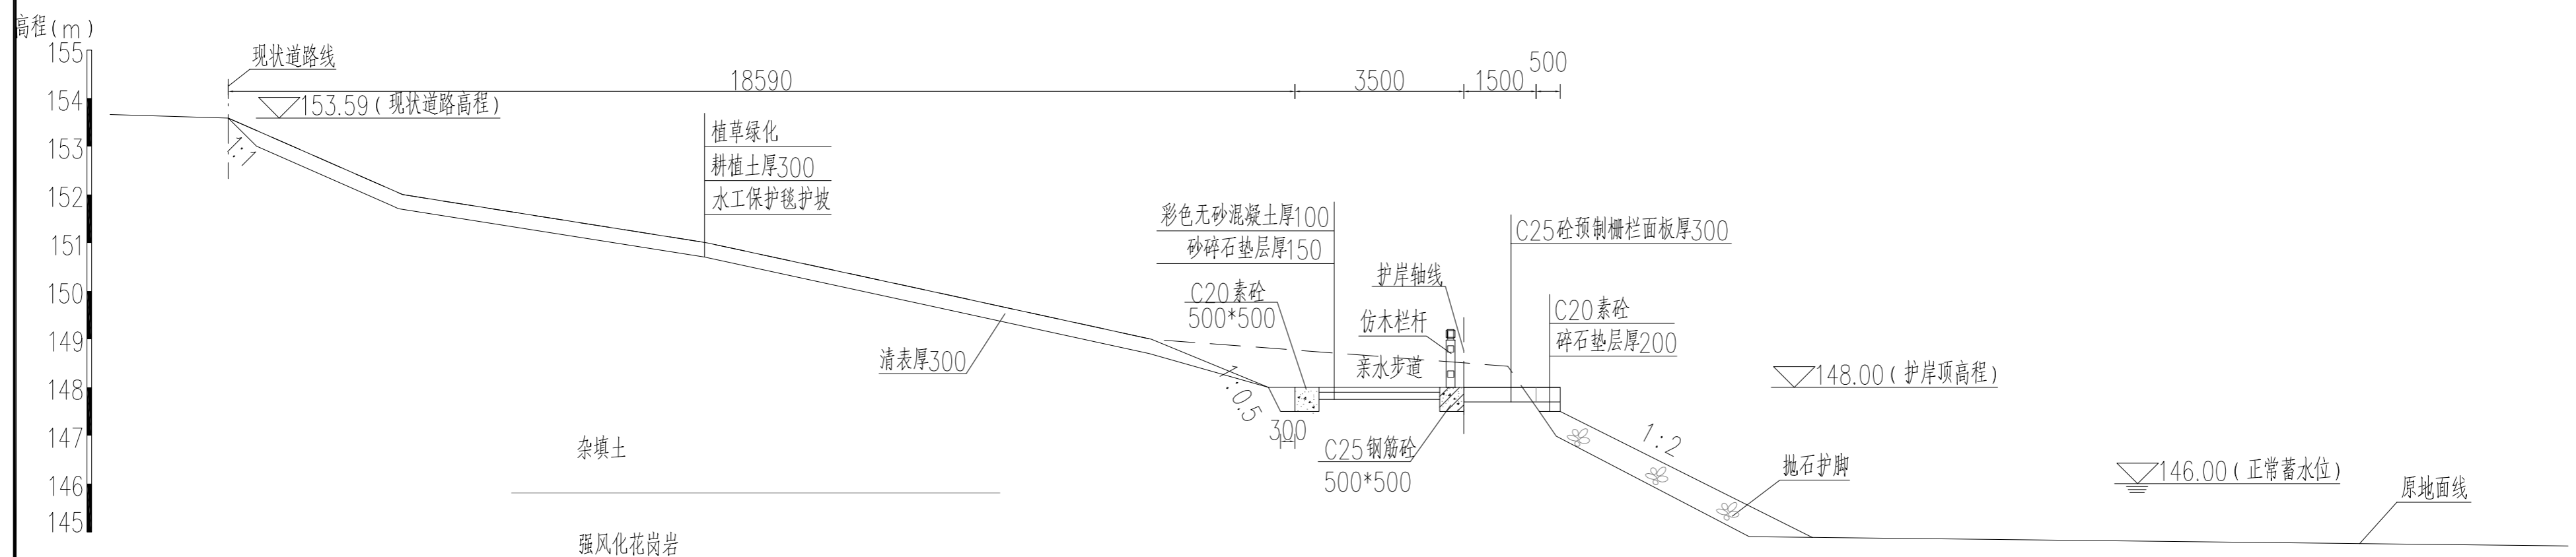 高程(m)
155
154
153
152
151
150
149
148
147
146
145
现状道路线
153.59(现状道路高程)
1:1
18590
3500
1500
500
植草绿化
耕植土厚300
水工保护毯护坡
清表厚300
彩色无砂混凝土厚100
砂碎石垫层厚150
C20素砼
500*500
护岸轴线
仿木栏杆
亲水步道
C25砼预制栅栏面板厚300
C20素砼
碎石垫层厚200
148.00(护岸顶高程)
1:0.5
300
C25钢筋砼
500*500
1:2
抛石护脚
146.00(正常蓄水位)
原地面线
杂填土
强风化花岗岩